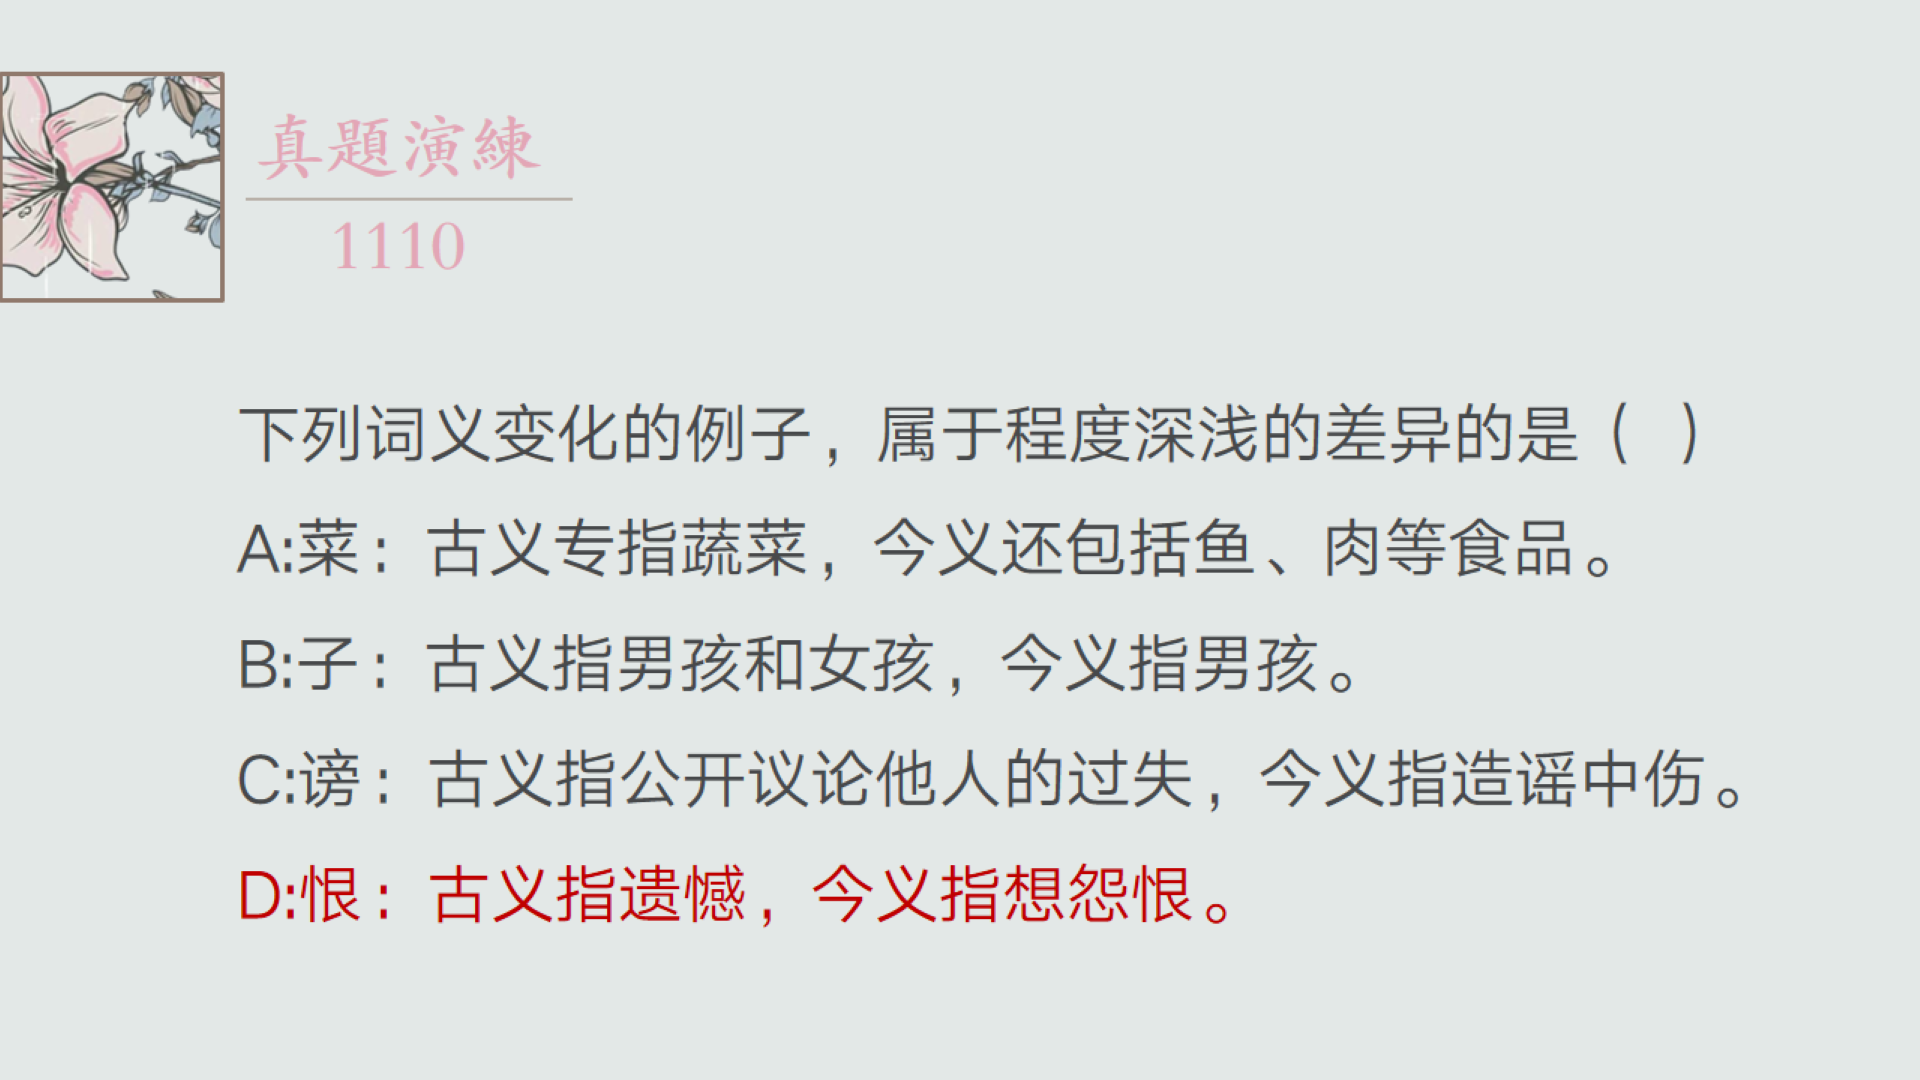 真題演練
1110
下列词义变化的例子，属于程度深浅的差异的是（ ）
A:菜：古义专指蔬菜，今义还包括鱼、肉等食品。
B:子：古义指男孩和女孩，今义指男孩。
C:谤：古义指公开议论他人的过失，今义指造谣中伤。
D:恨：古义指遗憾，今义指想怨恨。